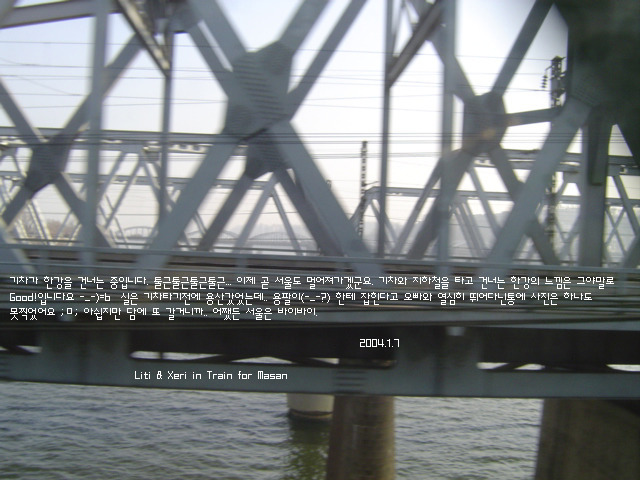 기차가 한강을 건너는 중입니다. 둘근둘근둘근둘근... 이제 곧 서울도 멀어져가겠군요. 기차와 지하철을 타고 건너는 한강의 느낌은 그야말로
Good!입니다요 -_-)=b 실은 기차타기전에 용산갔었는데.. 용팔이(-_-?) 한테 잡힌다고 오빠와 열심히 뛰어다닌통에 사진은 하나도
못찍었어요 ;ㅁ; 아쉽지만 담에 또 갈거니까.. 어쨌든 서울은 바이바이.
2004.1.7
Liti & Xeri in Train for Masan